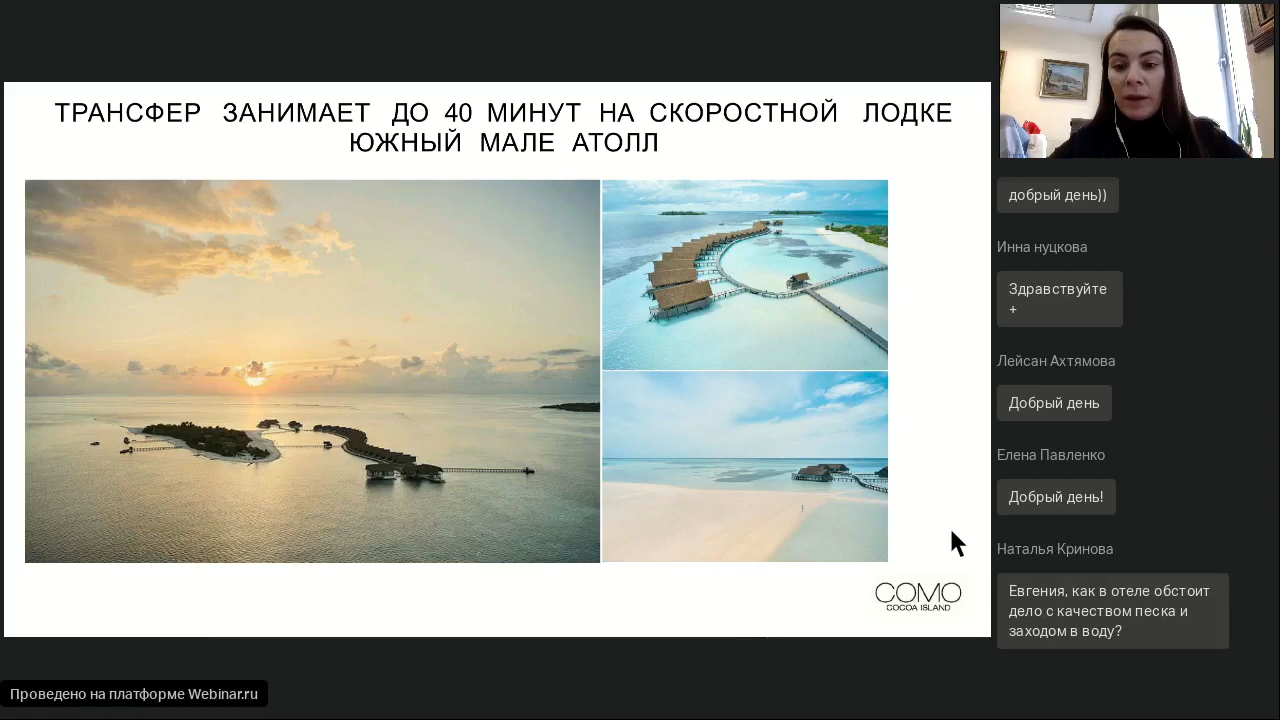 ТРАНСФЕР ЗАНИМАЕТ ДО 40 МИНУТ НА СКОРОСТНОЙ ЛОДКЕ
ЮЖНЫЙ МАЛЕ АТОЛЛ
COMO
COCOA ISLAND
добрый день))
Инна нуцкова
Здравствуйте
+
Лейсан Ахтямова
Добрый день
Елена Павленко
Добрый день!
Наталья Кринова
Евгения, как в отеле обстоит
дело с качеством песка и
заходом в воду?
Проведено на платформе Webinar.ru